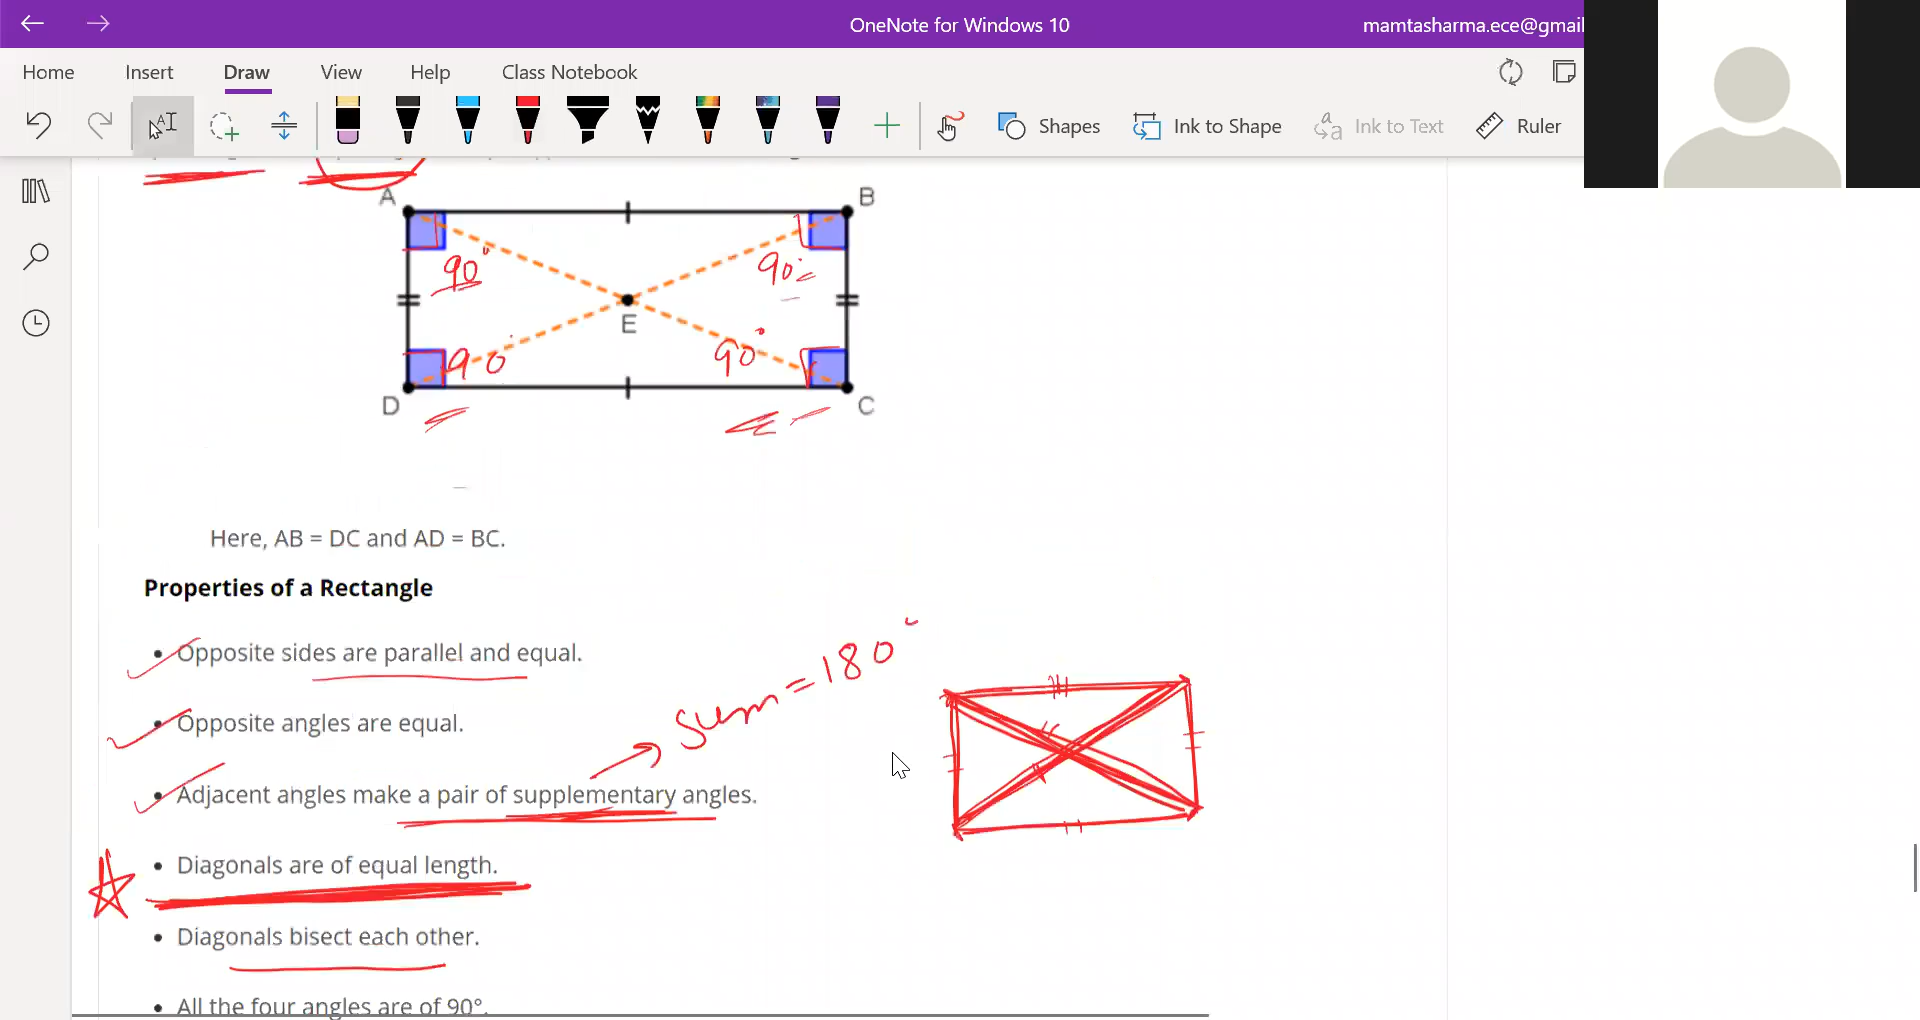 OneNote for Windows 10
mamtasharma.ece@gmail
Home Insert Draw View Help Class Notebook
Shapes Ink to Shape Ink to Text Ruler
A B
90° 90°
E
90° 90°
D C
Here, AB = DC and AD = BC.
Properties of a Rectangle
• Opposite sides are parallel and equal.
sum = 180°
• Opposite angles are equal.
• Adjacent angles make a pair of supplementary angles.
• Diagonals are of equal length.
• Diagonals bisect each other.
• All the four angles are of 90°.